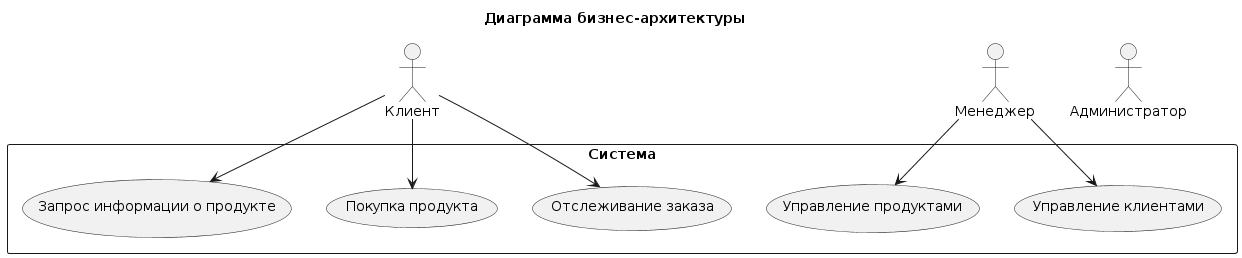 Диаграмма бизнес-архитектуры
Клиент
Менеджер
Администратор
Система
Запрос информации о продукте
Покупка продукта
Отслеживание заказа
Управление продуктами
Управление клиентами